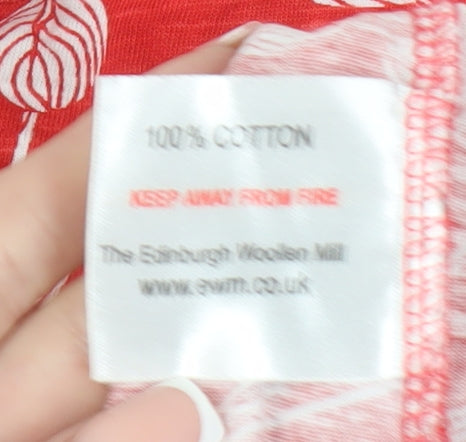 100% COTTON
KEEP AWAY FROM FIRE
The Edinburgh Woollen Mill
www.ewm.co.uk